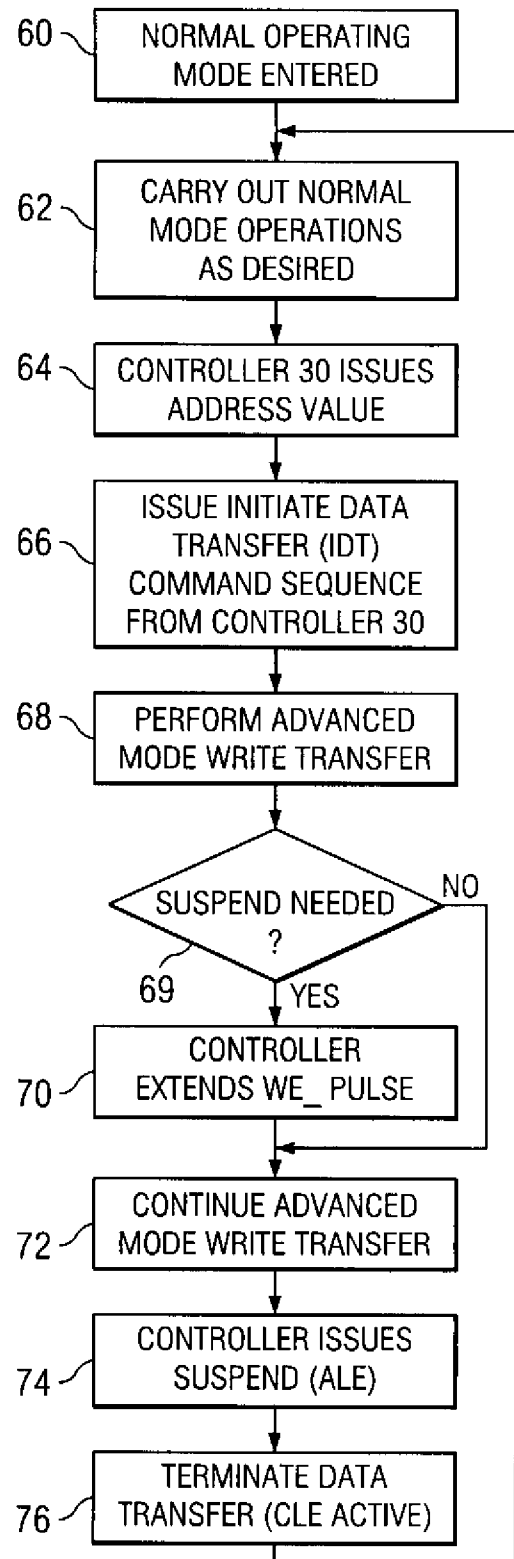 60
NORMAL OPERATING
MODE ENTERED
62
CARRY OUT NORMAL
MODE OPERATIONS
AS DESIRED
64
CONTROLLER 30 ISSUES
ADDRESS VALUE
66
ISSUE INITIATE DATA
TRANSFER (IDT)
COMMAND SEQUENCE
FROM CONTROLLER 30
68
PERFORM ADVANCED
MODE WRITE TRANSFER
SUSPEND NEEDED
?
NO
69
YES
70
CONTROLLER
EXTENDS WE_ PULSE
72
CONTINUE ADVANCED
MODE WRITE TRANSFER
74
CONTROLLER ISSUES
SUSPEND (ALE)
76
TERMINATE DATA
TRANSFER (CLE ACTIVE)